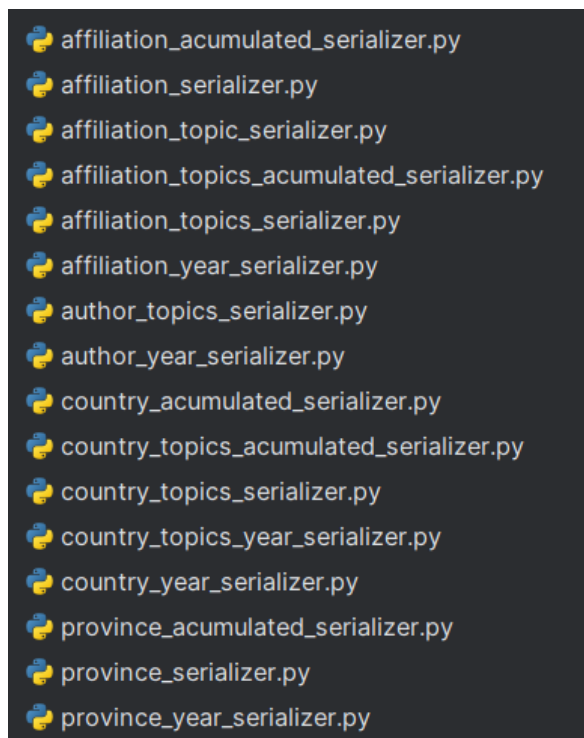 affiliation_acumulated_serializer.py
affiliation_serializer.py
affiliation_topic_serializer.py
affiliation_topics_acumulated_serializer.py
affiliation_topics_serializer.py
affiliation_year_serializer.py
author_topics_serializer.py
author_year_serializer.py
country_acumulated_serializer.py
country_topics_acumulated_serializer.py
country_topics_serializer.py
country_topics_year_serializer.py
country_year_serializer.py
province_acumulated_serializer.py
province_serializer.py
province_year_serializer.py